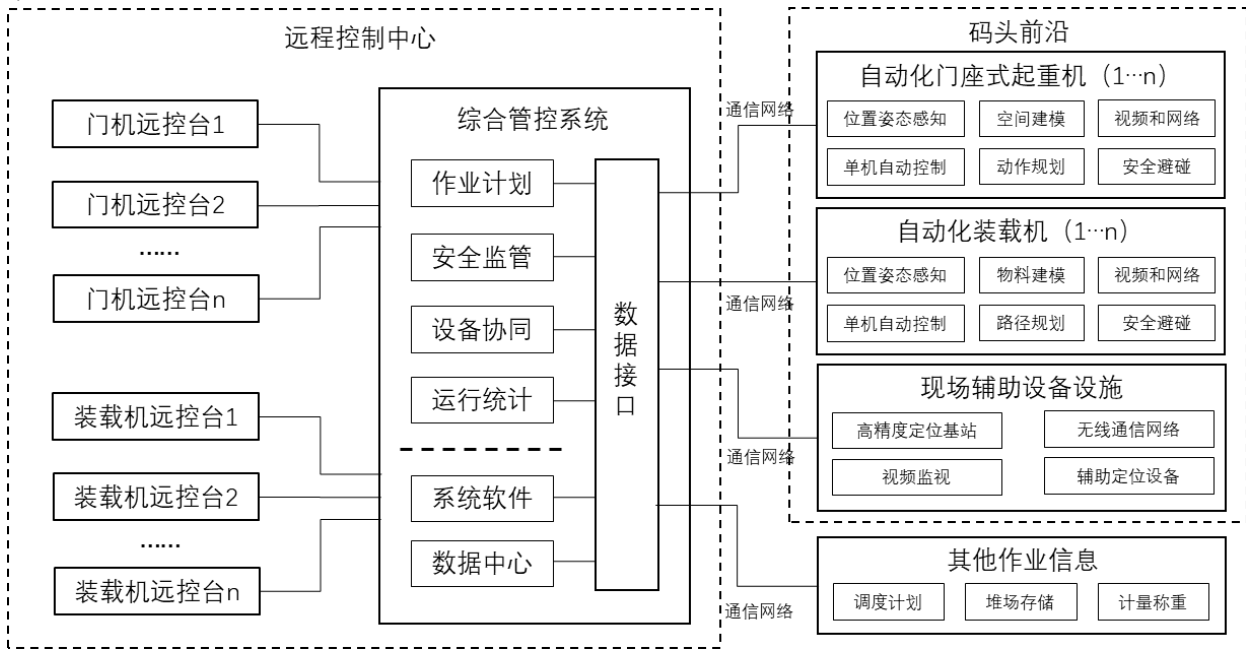 远程控制中心
门机远控台1
门机远控台2
……
门机远控台n
装载机远控台1
装载机远控台2
……
装载机远控台n
综合管控系统
作业计划
安全监管
设备协同
运行统计
系统软件
数据中心
数据接口
通信网络
通信网络
通信网络
通信网络
码头前沿
自动化门座式起重机（1…n）
位置姿态感知 空间建模 视频和网络
单机自动控制 动作规划 安全避碰
自动化装载机（1…n）
位置姿态感知 物料建模 视频和网络
单机自动控制 路径规划 安全避碰
现场辅助设备设施
高精度定位基站 无线通信网络
视频监视 辅助定位设备
其他作业信息
调度计划 堆场存储 计量称重